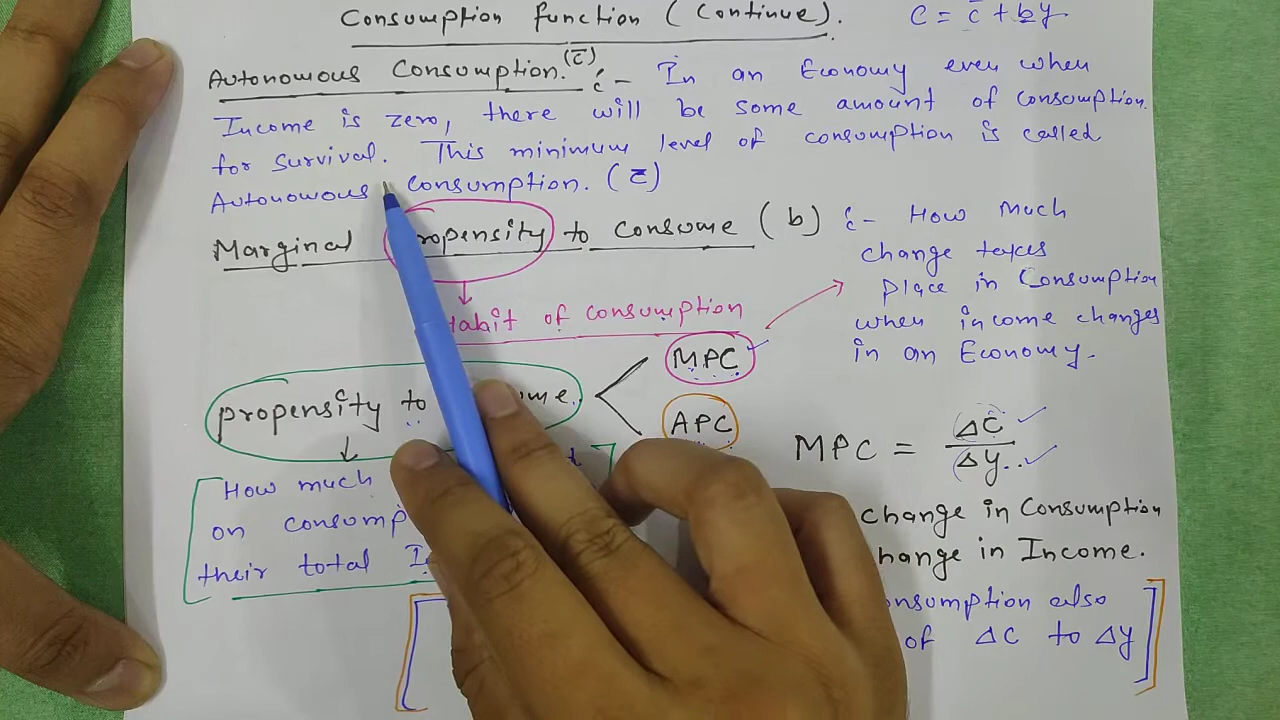 Consumption function (Continue).
C = c̄ + by
Autonomous Consumption. (c̄) :- In an Economy even when
Income is zero, there will be some amount of Consumption.
for survival. This minimum level of consumption is called
Autonomous Consumption. (c̄)
Marginal propensity to consume (b) :- How Much
change takes
place in Consumption
when income changes
in an Economy.
Habit of consumption
propensity to
MPC
APC
MPC = ΔC / ΔY
How much
on consump
their total
change in Consumption
change in Income.
onsumption also
of ΔC to ΔY